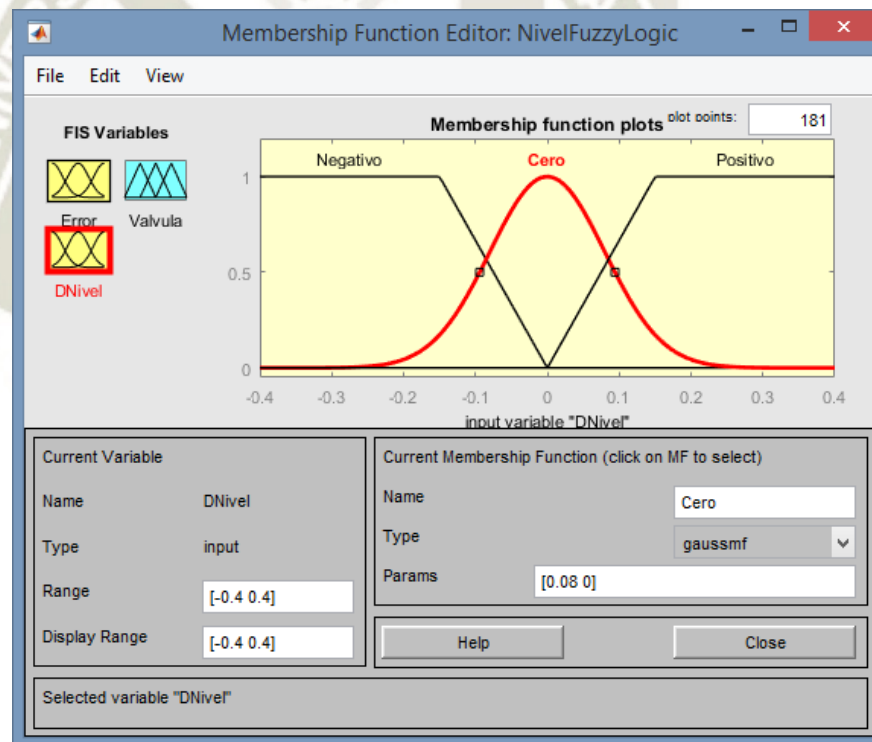 Membership Function Editor: NivelFuzzyLogic
File Edit View
FIS Variables
Error Valvula
DNivel
Membership function plots plot points: 181
Negativo Cero Positivo
1
0.5
0
-0.4 -0.3 -0.2 -0.1 0 0.1 0.2 0.3 0.4
input variable "DNivel"
Current Variable
Name DNivel
Type input
Range [-0.4 0.4]
Display Range [-0.4 0.4]
Current Membership Function (click on MF to select)
Name Cero
Type gaussmf
Params [0.08 0]
Help Close
Selected variable "DNivel"